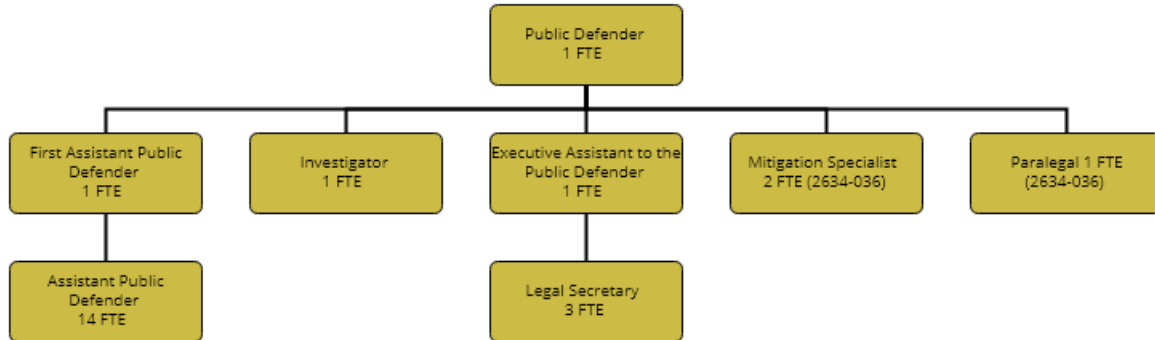 Public Defender
1 FTE
First Assistant Public
Defender
1 FTE
Investigator
1 FTE
Executive Assistant to the
Public Defender
1 FTE
Mitigation Specialist
2 FTE (2634-036)
Paralegal 1 FTE
(2634-036)
Assistant Public
Defender
14 FTE
Legal Secretary
3 FTE